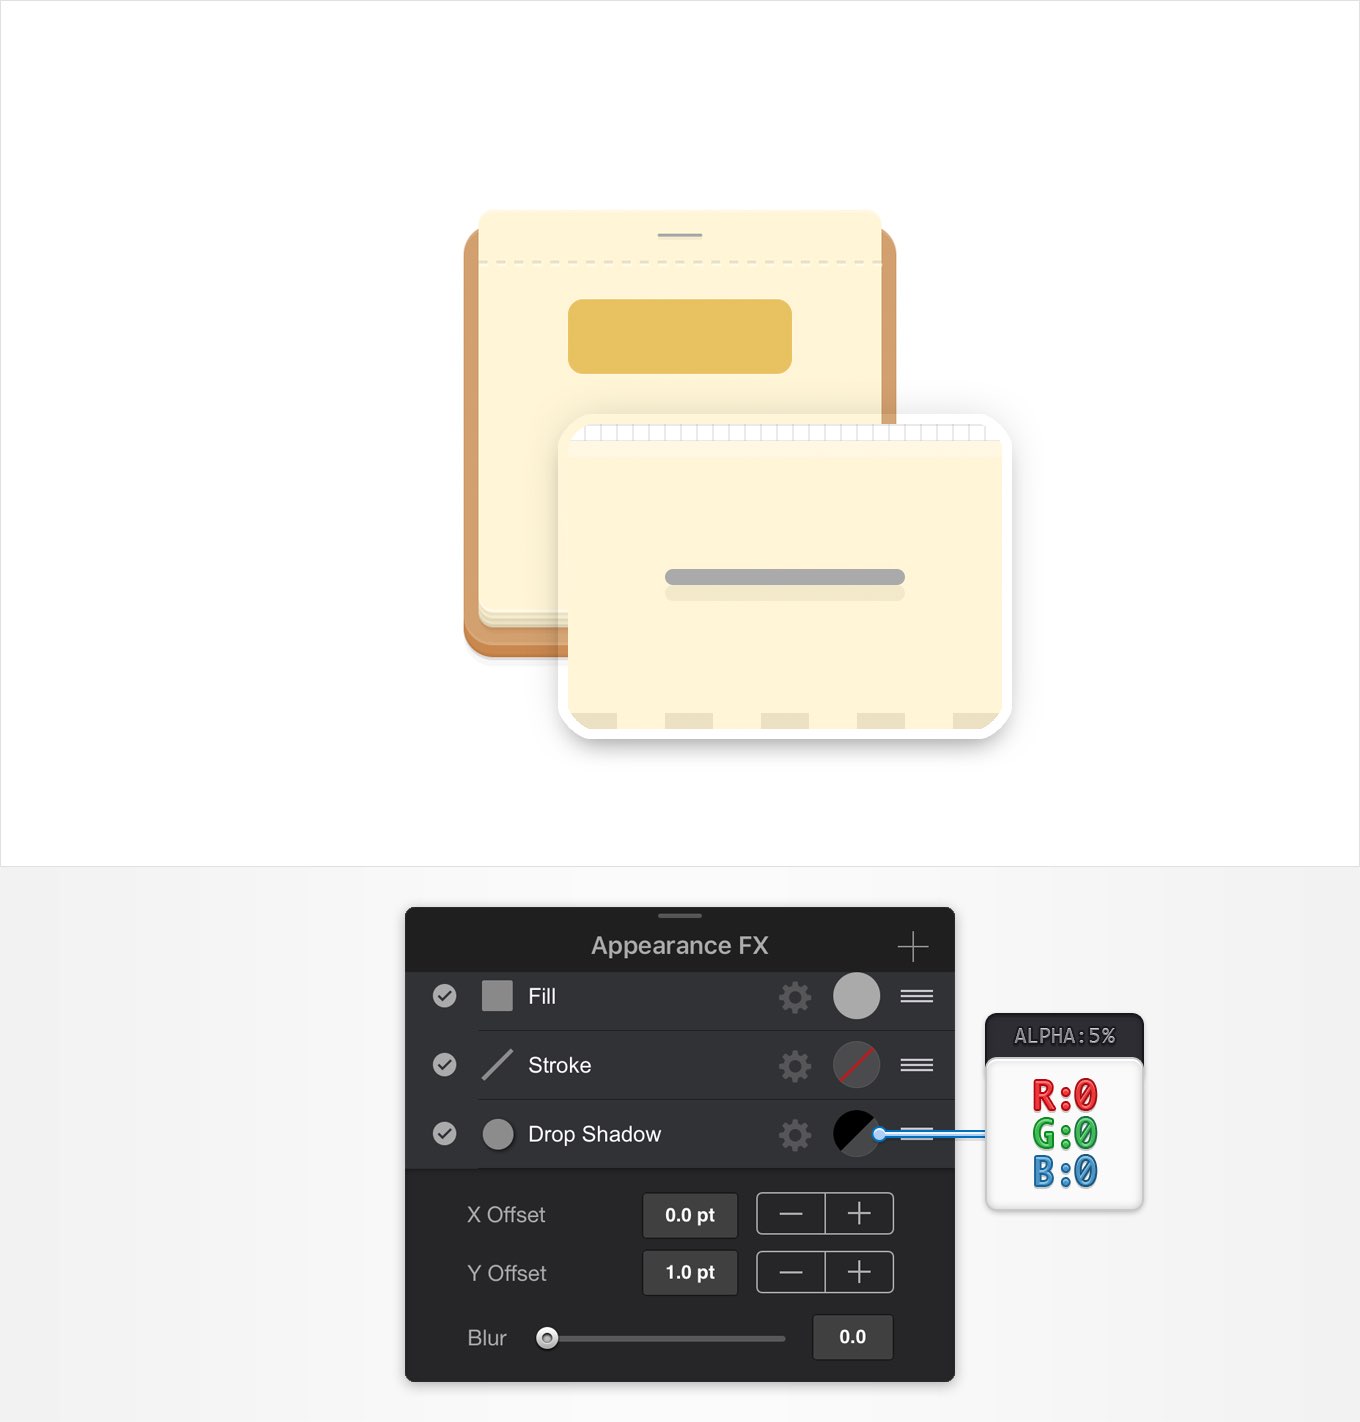 Appearance FX
Fill
Stroke
Drop Shadow
ALPHA:5%
R:0
G:0
B:0
X Offset 0.0 pt
Y Offset 1.0 pt
Blur 0.0